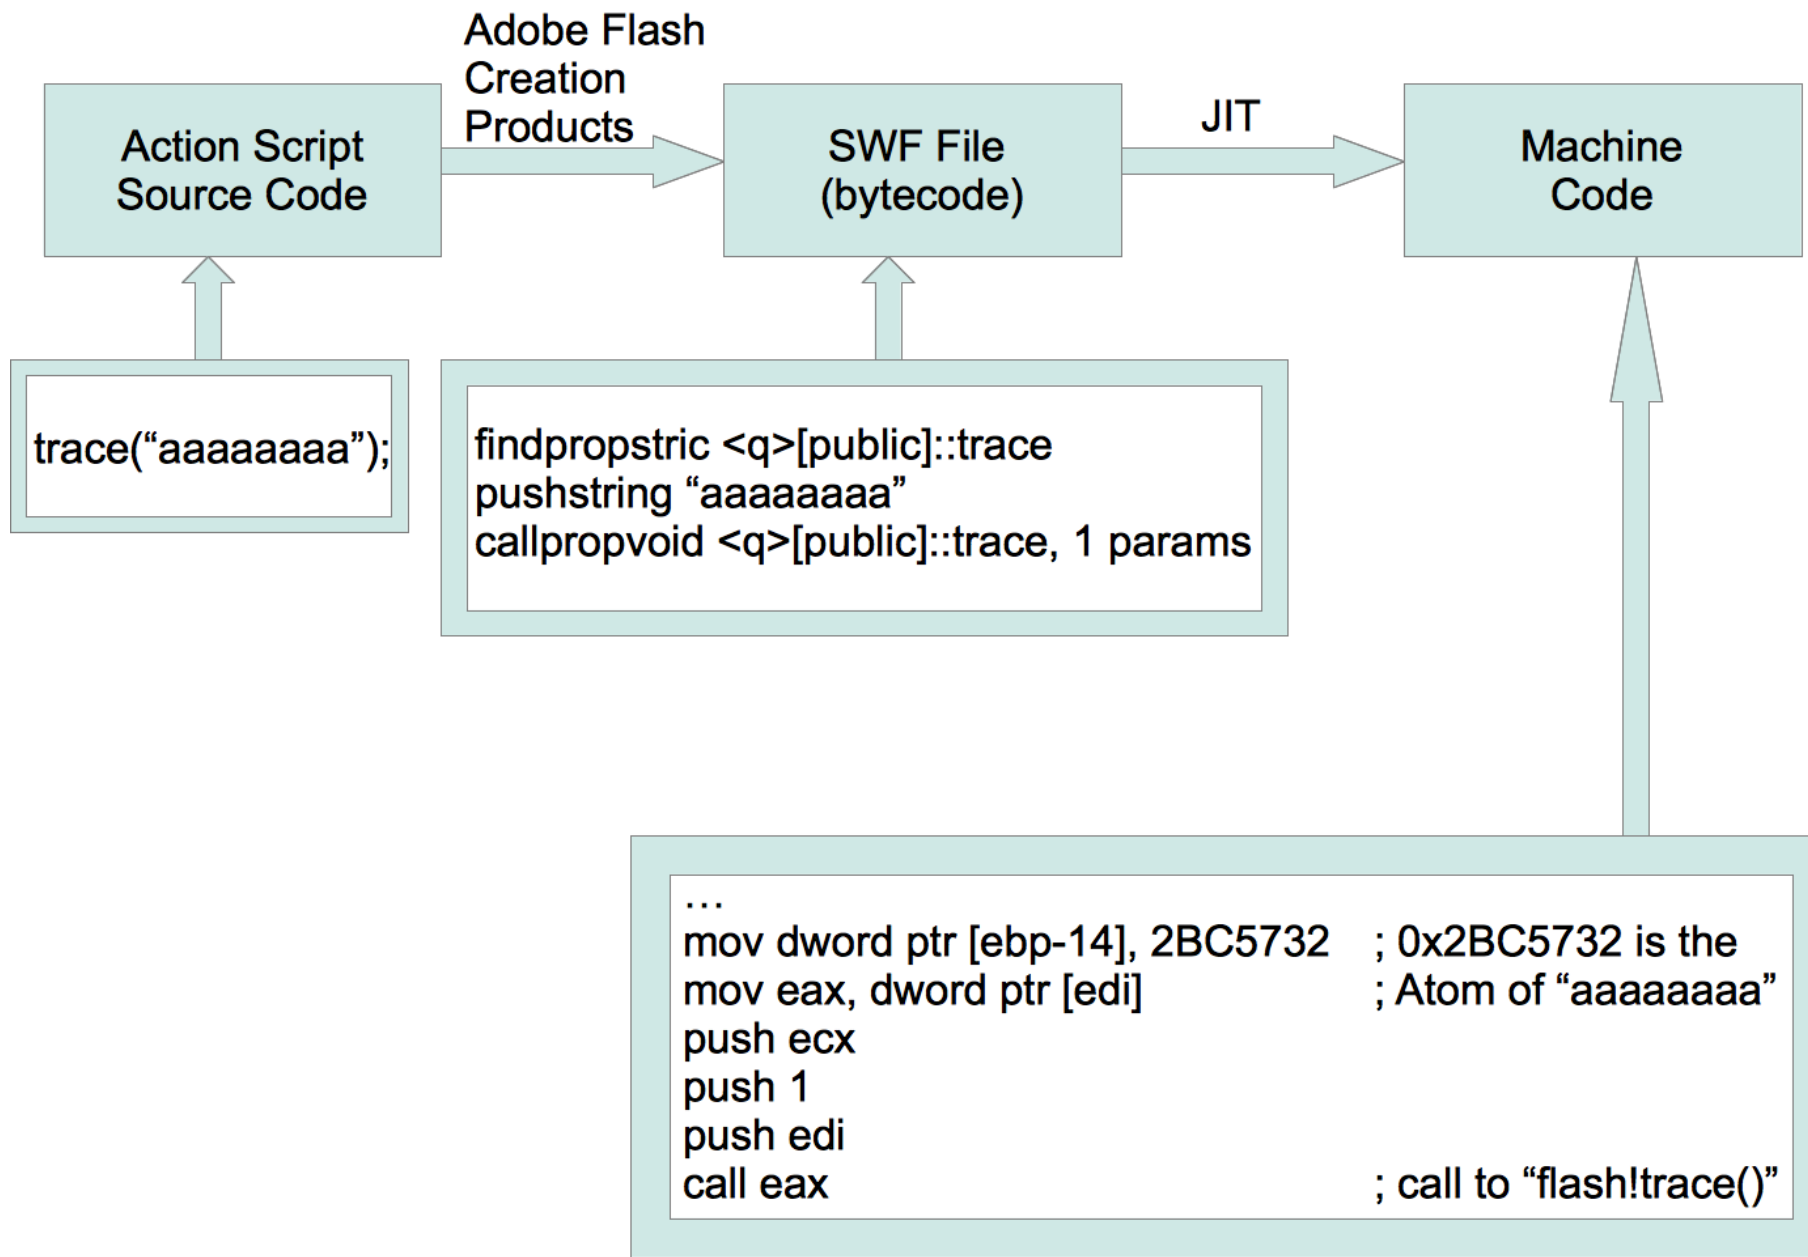 Adobe Flash
Creation
Products
Action Script
Source Code
SWF File
(bytecode)
JIT
Machine
Code
trace(“aaaaaaaa”);
findpropstric <q>[public]::trace
pushstring “aaaaaaaa”
callpropvoid <q>[public]::trace, 1 params
…
mov dword ptr [ebp-14], 2BC5732 ; 0x2BC5732 is the
mov eax, dword ptr [edi] ; Atom of “aaaaaaaa”
push ecx
push 1
push edi
call eax ; call to “flash!trace()”